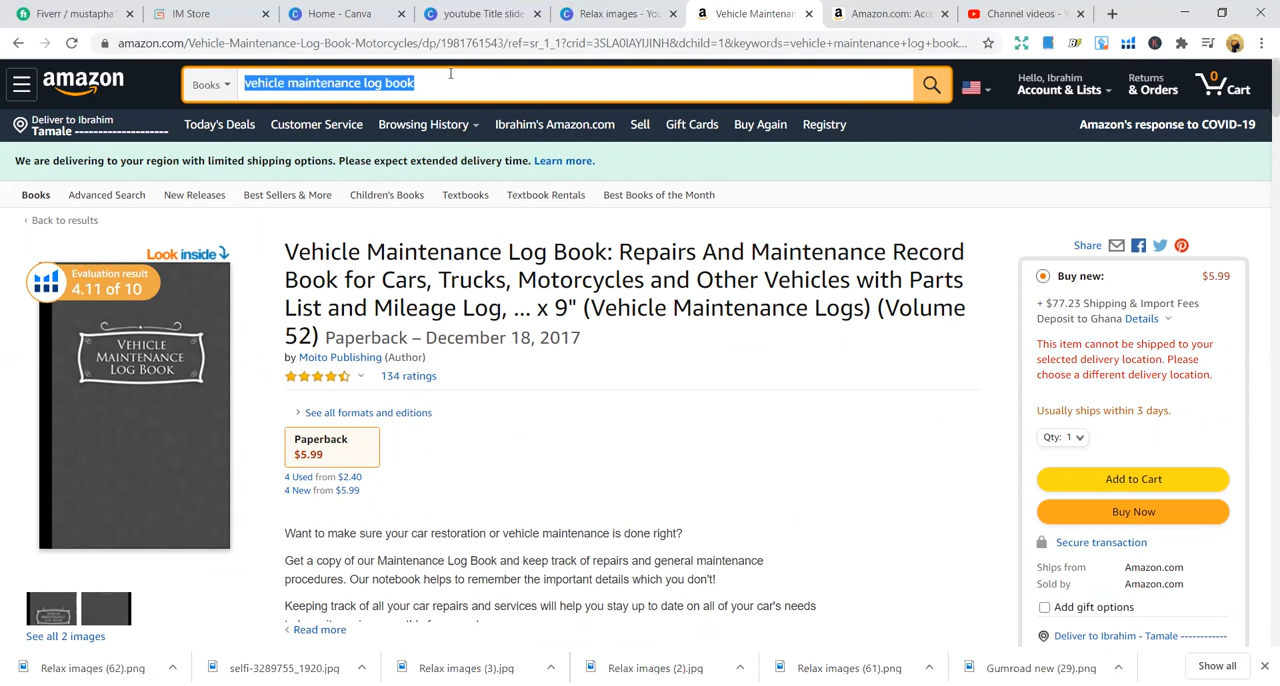 Fiverr / mustapha
IM Store
Home - Canva
youtube Title slide
Relax images - You
Vehicle Maintenan
Amazon.com: Acc
Channel videos - Y
amazon.com/Vehicle-Maintenance-Log-Book-Motorcycles/dp/1981761543/ref=sr_1_1?crid=3SLA0IAYIJINH&dchild=1&keywords=vehicle+maintenance+log+book...
amazon
Books
vehicle maintenance log book
Hello, Ibrahim
Account & Lists
Returns
& Orders
0
Cart
Deliver to Ibrahim
Tamale ------------------
Today's Deals
Customer Service
Browsing History
Ibrahim's Amazon.com
Sell
Gift Cards
Buy Again
Registry
Amazon's response to COVID-19
We are delivering to your region with limited shipping options. Please expect extended delivery time. Learn more.
Books
Advanced Search
New Releases
Best Sellers & More
Children's Books
Textbooks
Textbook Rentals
Best Books of the Month
‹ Back to results
Look inside
Evaluation result
4.11 of 10
VEHICLE
MAINTENANCE
LOG BOOK
See all 2 images
Vehicle Maintenance Log Book: Repairs And Maintenance Record
Book for Cars, Trucks, Motorcycles and Other Vehicles with Parts
List and Mileage Log, ... x 9" (Vehicle Maintenance Logs) (Volume
52) Paperback – December 18, 2017
by Moito Publishing (Author)
134 ratings
› See all formats and editions
Paperback
$5.99
4 Used from $2.40
4 New from $5.99
Want to make sure your car restoration or vehicle maintenance is done right?
Get a copy of our Maintenance Log Book and keep track of repairs and general maintenance
procedures. Our notebook helps to remember the important details which you don't!
Keeping track of all your car repairs and services will help you stay up to date on all of your car's needs
‹ Read more
Share
Buy new: $5.99
+ $77.23 Shipping & Import Fees
Deposit to Ghana Details
This item cannot be shipped to your
selected delivery location. Please
choose a different delivery location.
Usually ships within 3 days.
Qty: 1
Add to Cart
Buy Now
Secure transaction
Ships from Amazon.com
Sold by Amazon.com
Add gift options
Deliver to Ibrahim - Tamale -----------
Relax images (62).png
selfi-3289755_1920.jpg
Relax images (3).jpg
Relax images (2).jpg
Relax images (61).png
Gumroad new (29).png
Show all